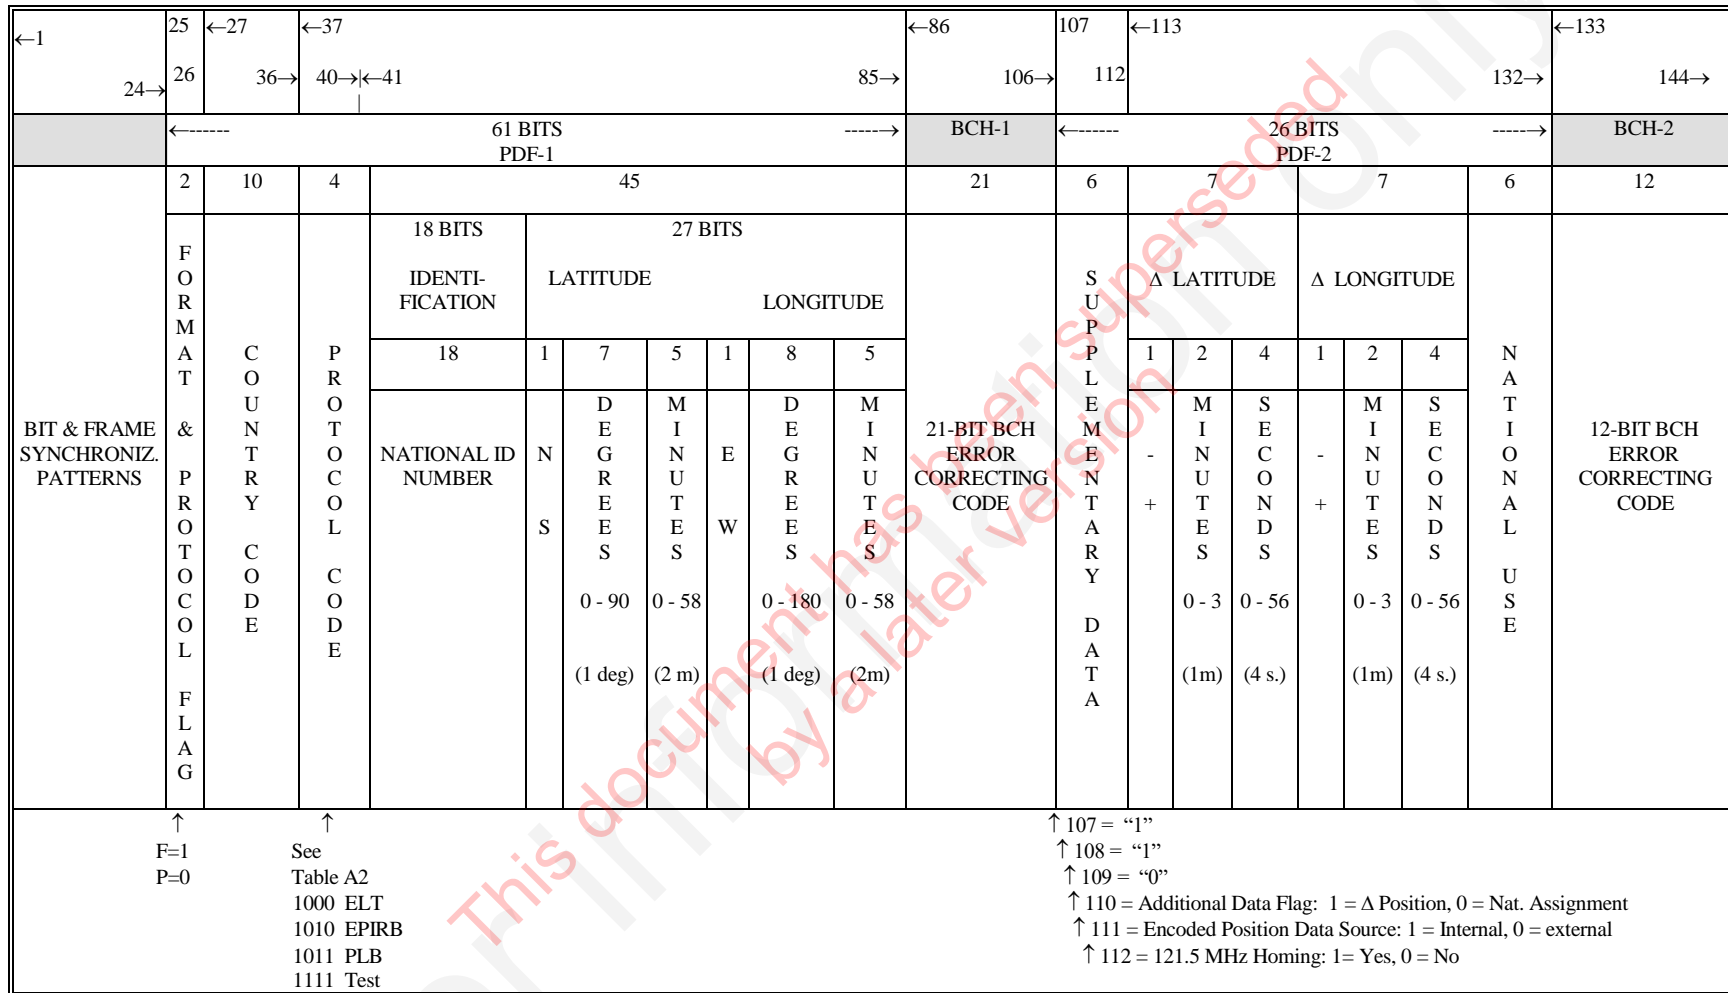 ←1
24→
25
26
←27
36→
←37
40→|←41
85→
←86
106→
107
112
←113
132→
←133
144→
←------ 61 BITS -----→
PDF-1
BCH-1
←------ 26 BITS -----→
PDF-2
BCH-2
2 10 4 45 21 6 7 7 6 12
BIT & FRAME
SYNCHRONIZ.
PATTERNS
FORMAT & PROTOCOL FLAG
COUNTRY CODE
PROTOCOL CODE
18 BITS
IDENTI-
FICATION
18
NATIONAL ID
NUMBER
27 BITS
LATITUDE
LONGITUDE
1 7 5 1 8 5
N
S
DEGREES
0 - 90
(1 deg)
MINUTES
0 - 58
(2 m)
E
W
DEGREES
0 - 180
(1 deg)
MINUTES
0 - 58
(2m)
21-BIT BCH
ERROR
CORRECTING
CODE
SUPPLEMENTARY DATA
Δ LATITUDE
1 2 4
-
+
MINUTES
0 - 3
(1m)
SECONDS
0 - 56
(4 s.)
Δ LONGITUDE
1 2 4
-
+
MINUTES
0 - 3
(1m)
SECONDS
0 - 56
(4 s.)
NATIONAL USE
12-BIT BCH
ERROR
CORRECTING
CODE
↑
F=1
P=0
↑
See
Table A2
1000 ELT
1010 EPIRB
1011 PLB
1111 Test
↑ 107 = “1”
↑ 108 = “1”
↑ 109 = “0”
↑ 110 = Additional Data Flag: 1 = Δ Position, 0 = Nat. Assignment
↑ 111 = Encoded Position Data Source: 1 = Internal, 0 = external
↑ 112 = 121.5 MHz Homing: 1= Yes, 0 = No
This document has been superseded
by a later version
or information only